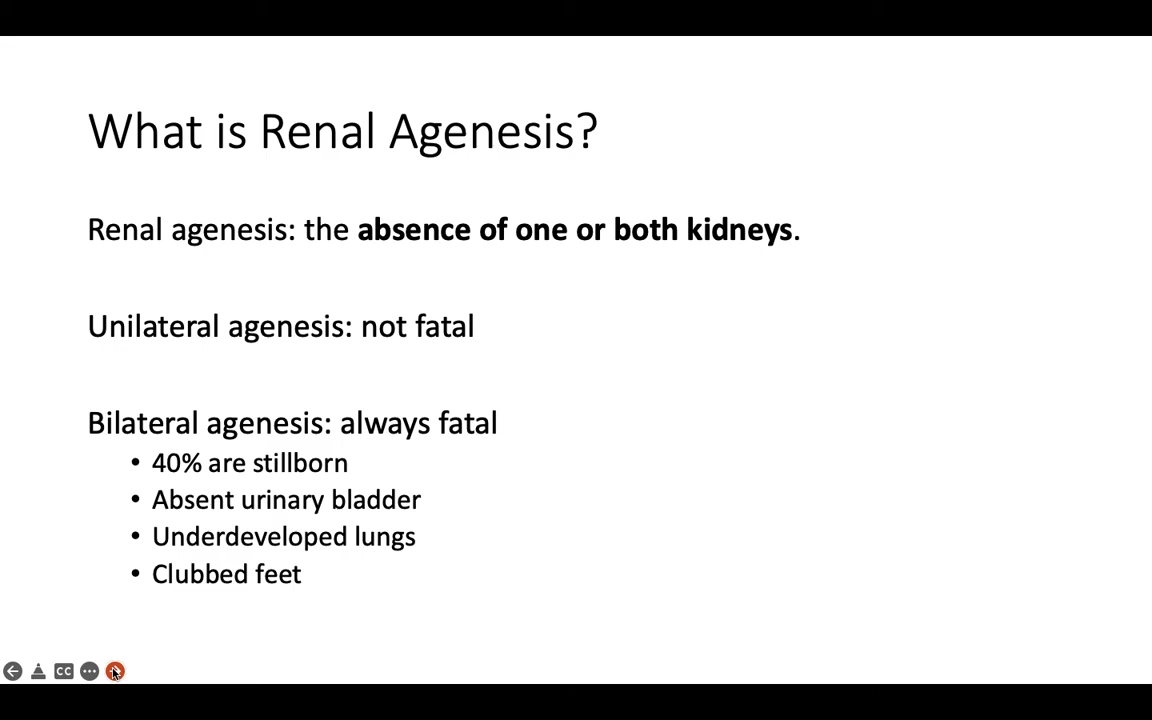 What is Renal Agenesis?
Renal agenesis: the absence of one or both kidneys.
Unilateral agenesis: not fatal
Bilateral agenesis: always fatal
• 40% are stillborn
• Absent urinary bladder
• Underdeveloped lungs
• Clubbed feet
CC